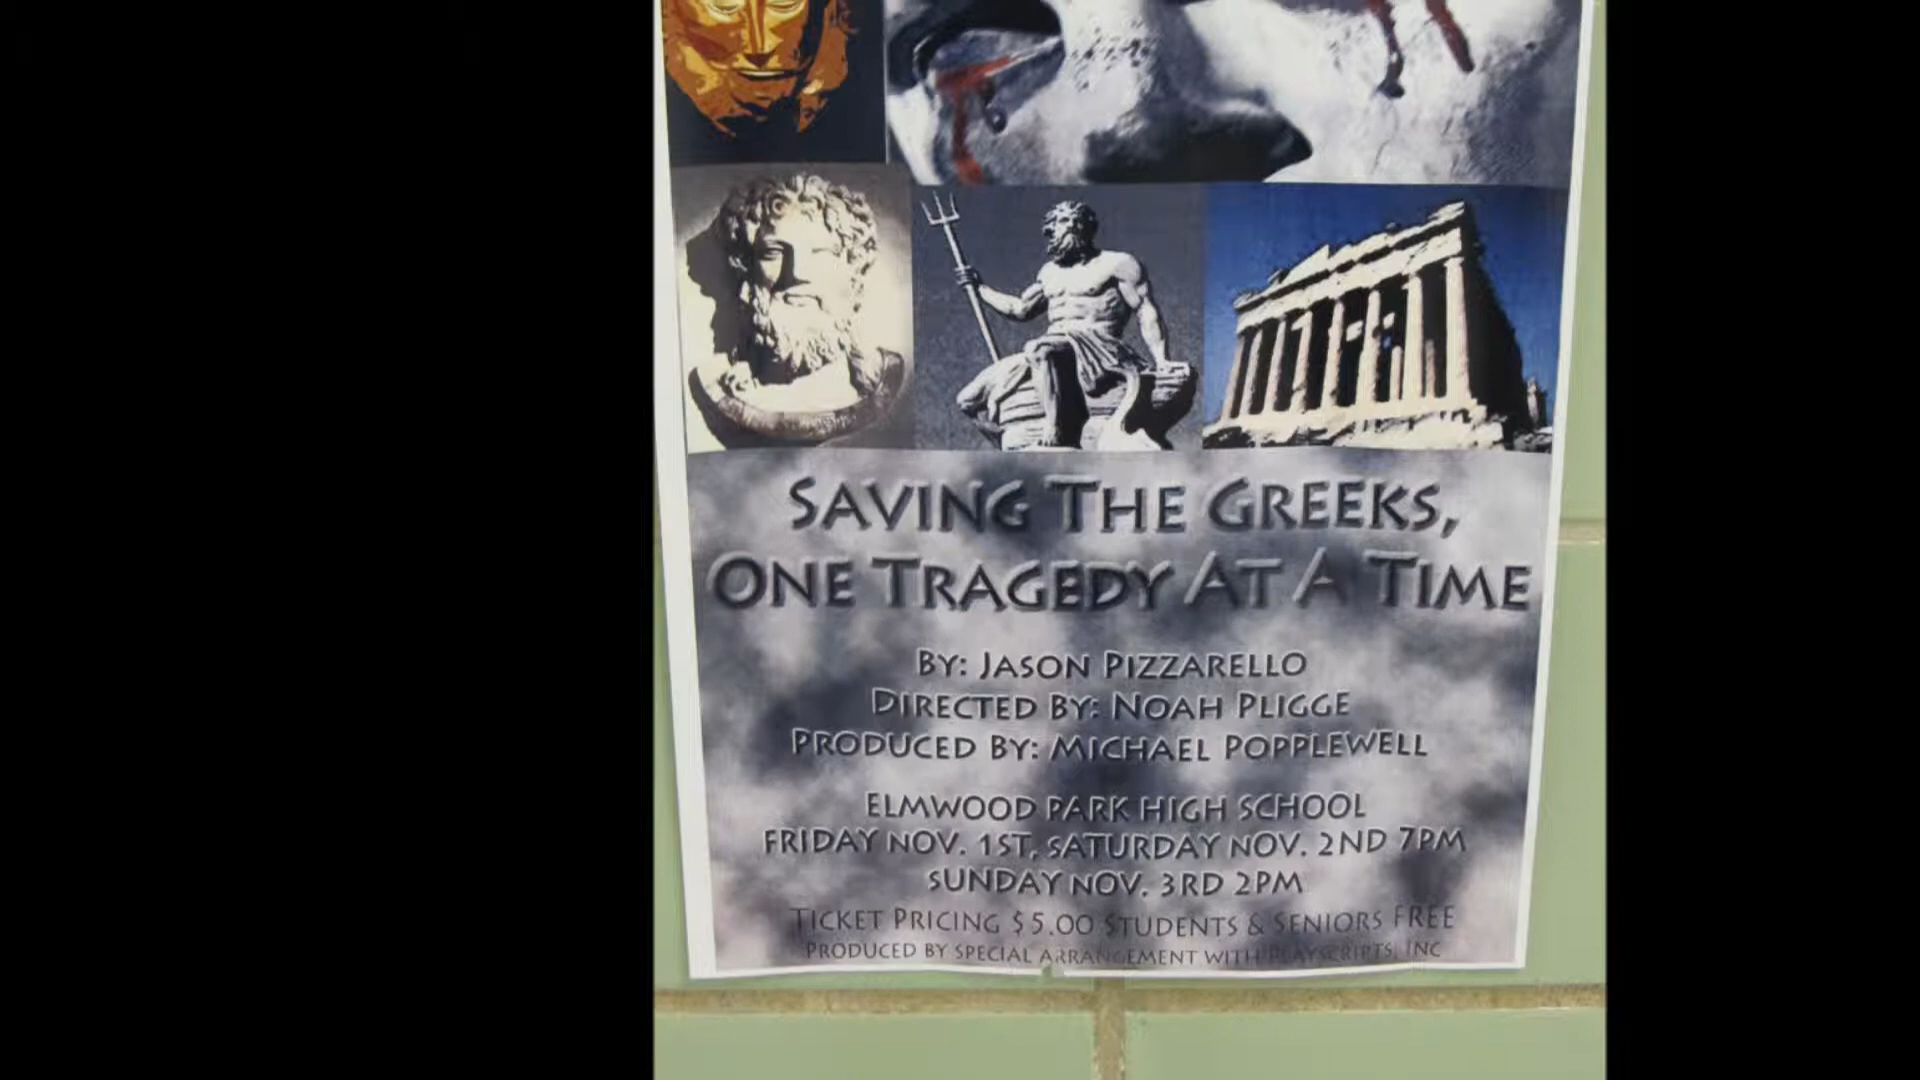 SAVING THE GREEKS,
ONE TRAGEDY AT A TIME
BY: JASON PIZZARELLO
DIRECTED BY: NOAH PLIGGE
PRODUCED BY: MICHAEL POPPLEWELL
ELMWOOD PARK HIGH SCHOOL
FRIDAY NOV. 1ST, SATURDAY NOV. 2ND 7PM
SUNDAY NOV. 3RD 2PM
TICKET PRICING $5.00 STUDENTS & SENIORS FREE
PRODUCED BY SPECIAL ARRANGEMENT WITH PLAYSCRIPTS, INC